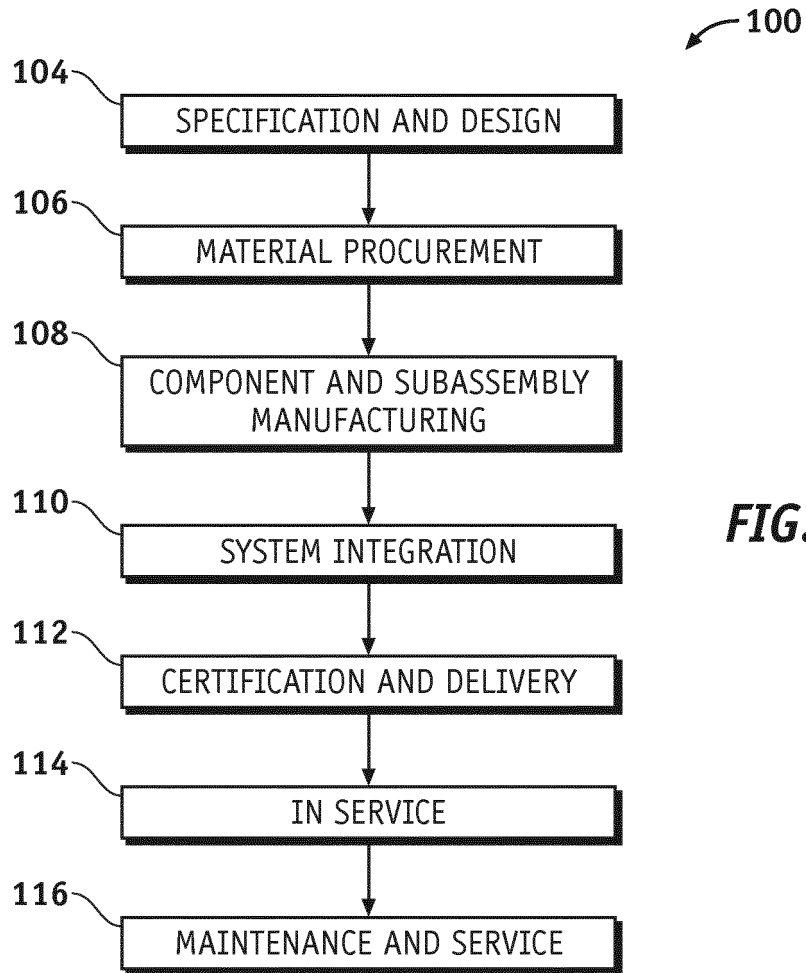 100
104
SPECIFICATION AND DESIGN
106
MATERIAL PROCUREMENT
108
COMPONENT AND SUBASSEMBLY
MANUFACTURING
110
SYSTEM INTEGRATION
FIG.
112
CERTIFICATION AND DELIVERY
114
IN SERVICE
116
MAINTENANCE AND SERVICE